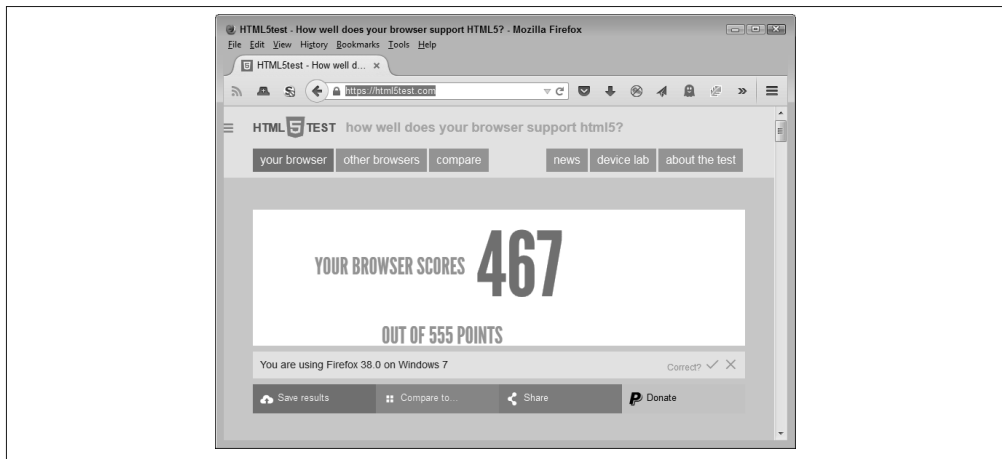 HTML5test - How well does your browser support HTML5? - Mozilla Firefox
File Edit View History Bookmarks Tools Help
5 HTML5test - How well d... ×
https://html5test.com
HTML 5 TEST how well does your browser support html5?
your browser other browsers compare news device lab about the test
YOUR BROWSER SCORES 467
OUT OF 555 POINTS
You are using Firefox 38.0 on Windows 7 Correct?
Save results Compare to... Share Donate